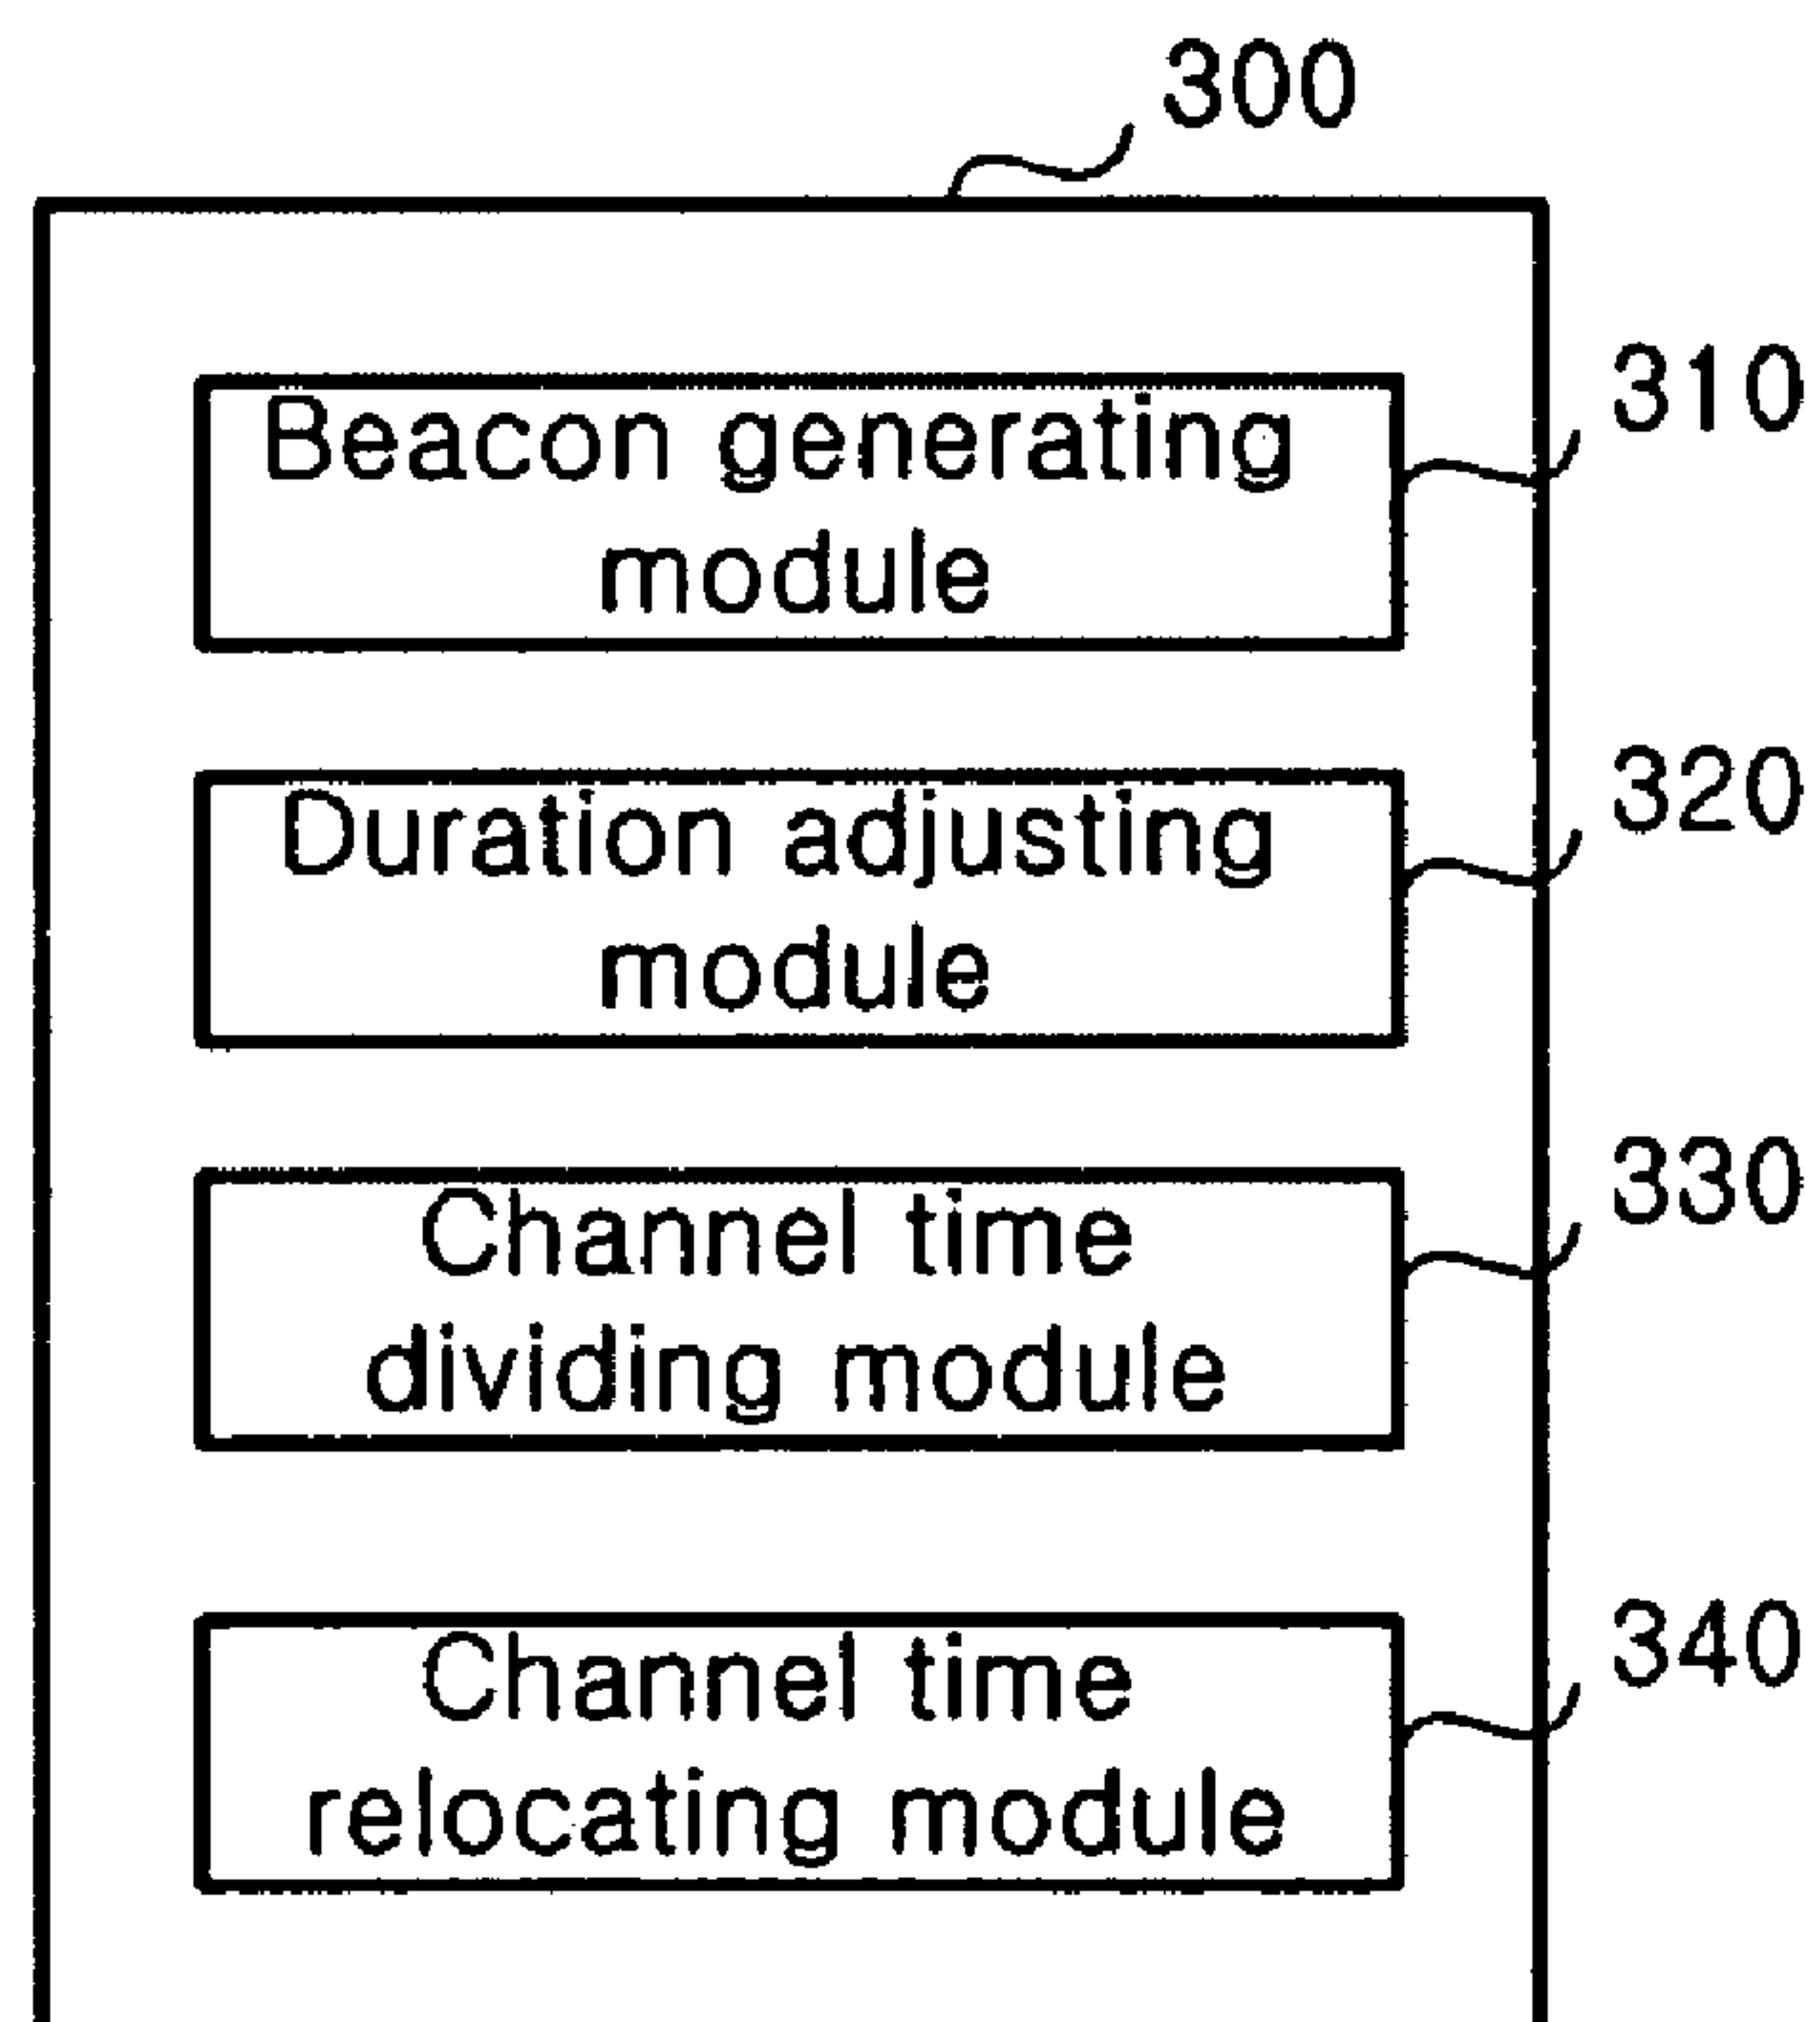 300
Beacon generating
module
310
Duration adjusting
module
320
Channel time
dividing module
330
Channel time
relocating module
340